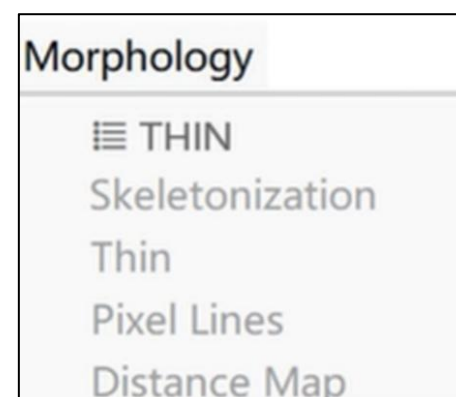 Morphology
THIN
Skeletonization
Thin
Pixel Lines
Distance Map